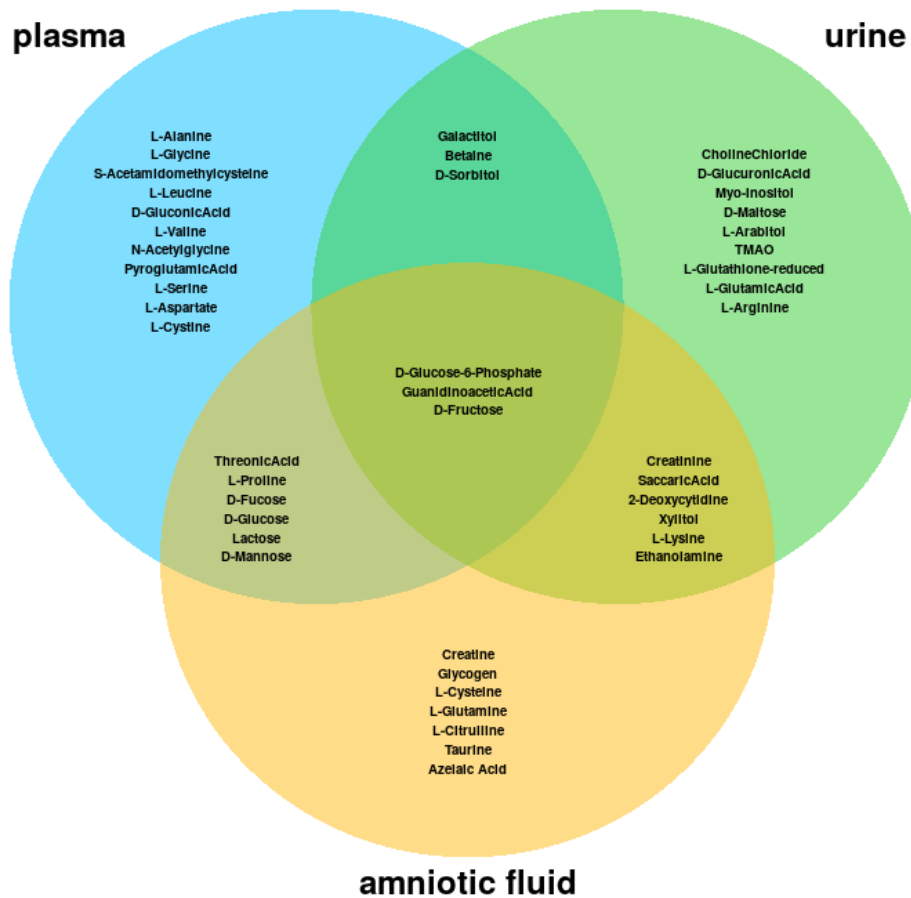 plasma
urine
L-Alanine
L-Glycine
S-Acetamidomethylcysteine
L-Leucine
D-GluconicAcid
L-Valine
N-Acetylglycine
PyroglutamicAcid
L-Serine
L-Aspartate
L-Cystine
Galactitol
Betaine
D-Sorbitol
CholineChloride
D-GlucuronicAcid
Myo-inositol
D-Maltose
L-Arabitol
TMAO
L-Glutathione-reduced
L-GlutamicAcid
L-Arginine
D-Glucose-6-Phosphate
GuanidinoaceticAcid
D-Fructose
ThreonicAcid
L-Proline
D-Fucose
D-Glucose
Lactose
D-Mannose
Creatinine
SaccaricAcid
2-Deoxycytidine
Xylitol
L-Lysine
Ethanolamine
Creatine
Glycogen
L-Cysteine
L-Glutamine
L-Citrulline
Taurine
Azelaic Acid
amniotic fluid